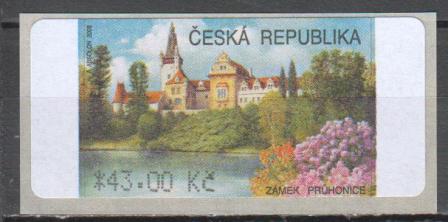 ČESKÁ REPUBLIKA
*43.00 Kč
ZÁMEK PRŮHONICE